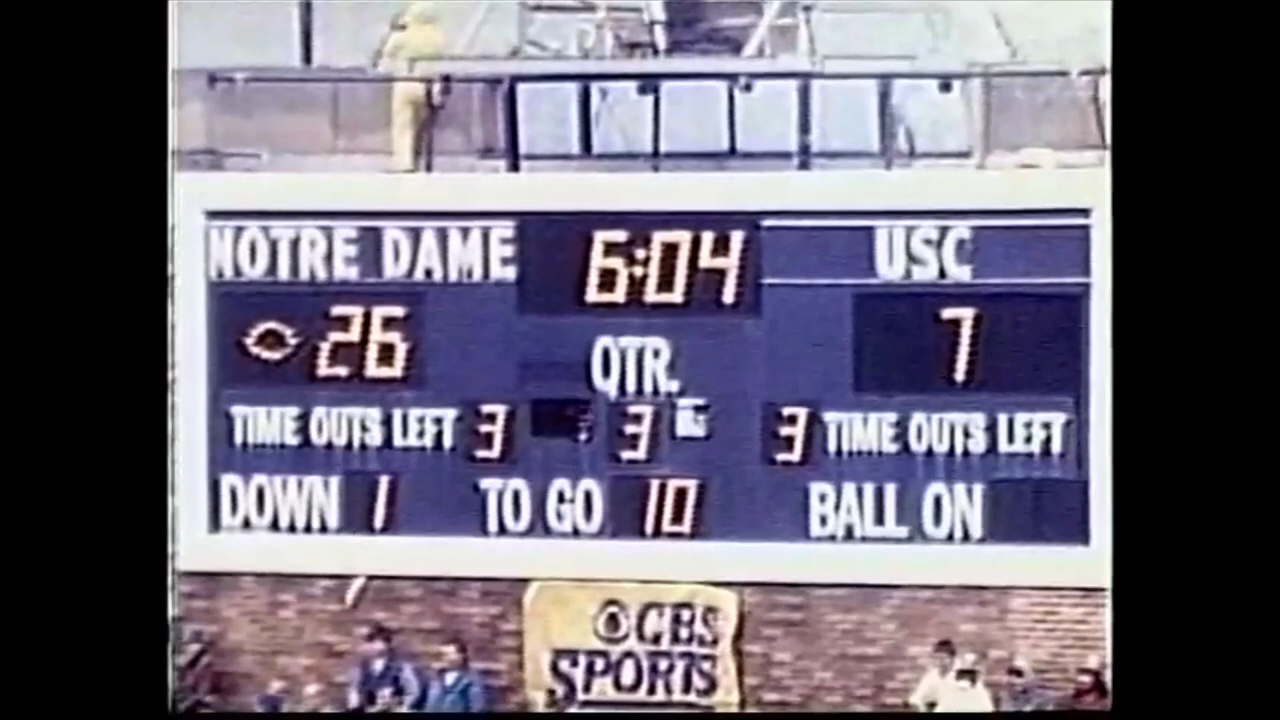 NOTRE DAME 6:04 USC
26 7
QTR.
TIME OUTS LEFT 3 3 3 TIME OUTS LEFT
DOWN 1 TO GO 10 BALL ON
CBS
SPORTS